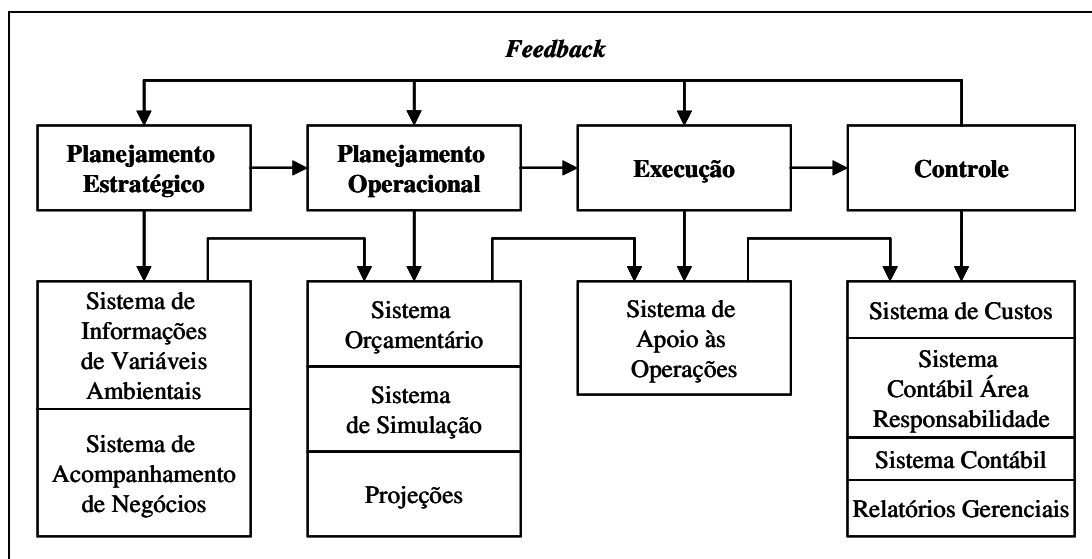 Feedback
Planejamento
Estratégico
Planejamento
Operacional
Execução
Controle
Sistema de
Informações
de Variáveis
Ambientais
Sistema de
Acompanhamento
de Negócios
Sistema
Orçamentário
Sistema
de Simulação
Projeções
Sistema de
Apoio às
Operações
Sistema de Custos
Sistema
Contábil Área
Responsabilidade
Sistema Contábil
Relatórios Gerenciais